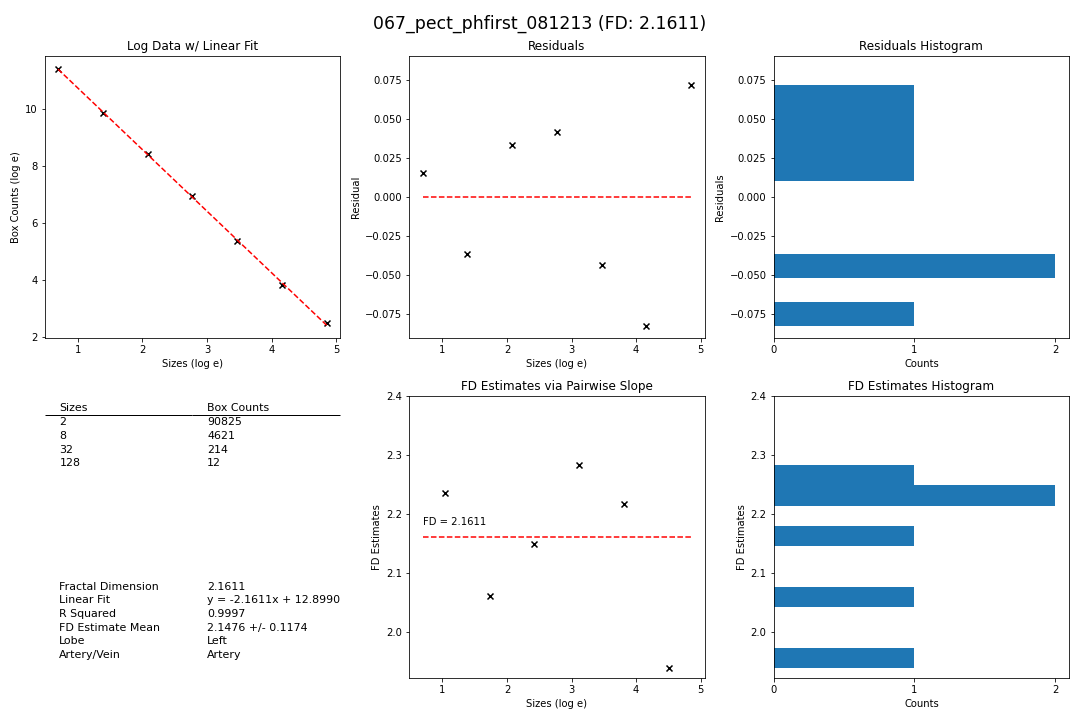 067_pect_phfirst_081213 (FD: 2.1611)
Log Data w/ Linear Fit
Box Counts (log e)
10
8
6
4
2
1 2 3 4 5
Sizes (log e)
Residuals
Residual
0.075
0.050
0.025
0.000
−0.025
−0.050
−0.075
1 2 3 4 5
Sizes (log e)
Residuals Histogram
Residuals
0.075
0.050
0.025
0.000
−0.025
−0.050
−0.075
0 1 2
Counts
Sizes Box Counts
2 90825
8 4621
32 214
128 12
Fractal Dimension 2.1611
Linear Fit y = -2.1611x + 12.8990
R Squared 0.9997
FD Estimate Mean 2.1476 +/- 0.1174
Lobe Left
Artery/Vein Artery
FD Estimates via Pairwise Slope
FD Estimates
2.4
2.3
2.2
2.1
2.0
FD = 2.1611
1 2 3 4 5
Sizes (log e)
FD Estimates Histogram
FD Estimates
2.4
2.3
2.2
2.1
2.0
0 1 2
Counts